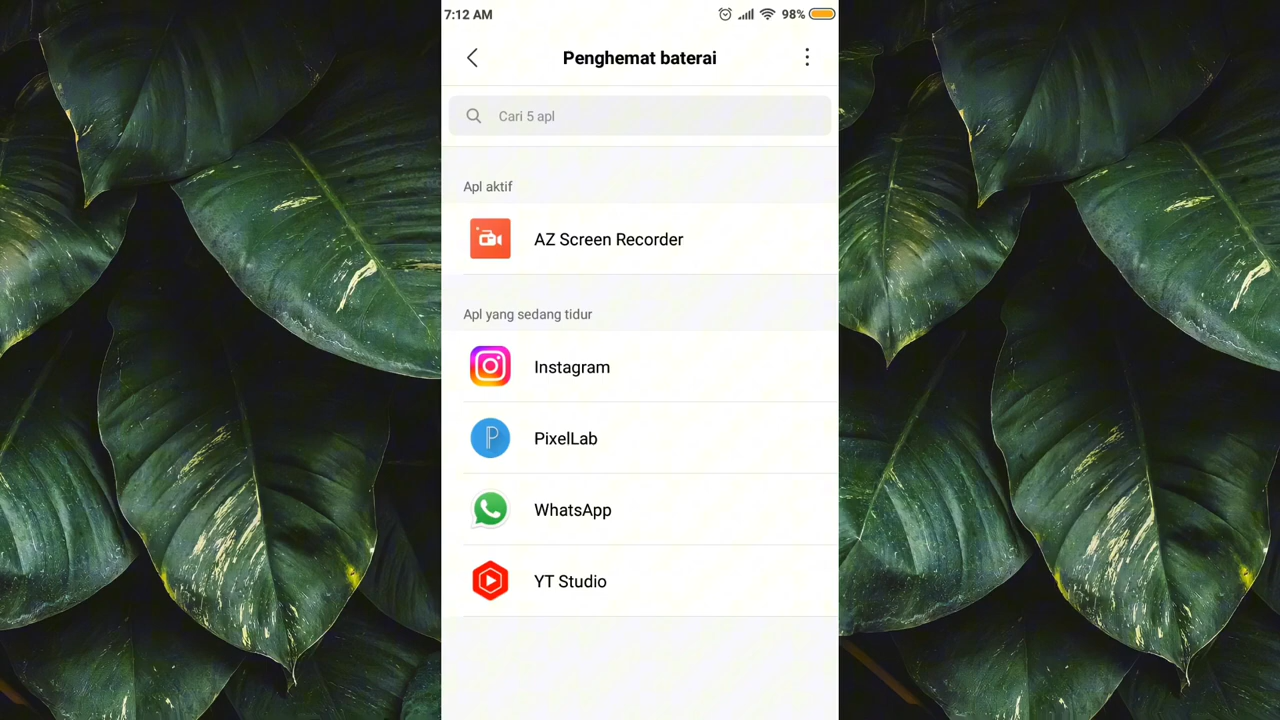 7:12 AM 98%
Penghemat baterai
Cari 5 apl
Apl aktif
AZ Screen Recorder
Apl yang sedang tidur
Instagram
PixelLab
WhatsApp
YT Studio